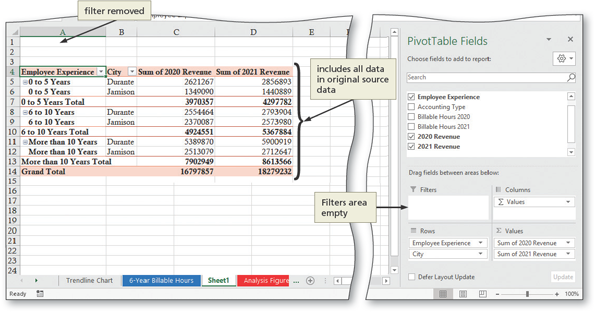 filter removed
A B C D E
1
2
3
4 Employee Experience City Sum of 2020 Revenue Sum of 2021 Revenue
5 0 to 5 Years Durante 2621267 2856893
6 0 to 5 Years Jamison 1349090 1440889
7 0 to 5 Years Total 3970357 4297782
8 6 to 10 Years Durante 2554464 2793904
9 6 to 10 Years Jamison 2370087 2573980
10 6 to 10 Years Total 4924551 5367884
11 More than 10 Years Durante 5389870 5900919
12 More than 10 Years Jamison 2513079 2712647
13 More than 10 Years Total 7902949 8613566
14 Grand Total 16797857 18279232
15
16
17
18
19
20
21
22
23
24
includes all data
in original source
data
Filters area
empty
Trendline Chart 6-Year Billable Hours Sheet1 Analysis Figure ...
Ready
PivotTable Fields
Choose fields to add to report:
Search
Employee Experience
Accounting Type
Billable Hours 2020
Billable Hours 2021
2020 Revenue
2021 Revenue
Drag fields between areas below:
Filters Columns
Σ Values
Rows Σ Values
Employee Experience Sum of 2020 Revenue
City Sum of 2021 Revenue
Defer Layout Update Update
100%